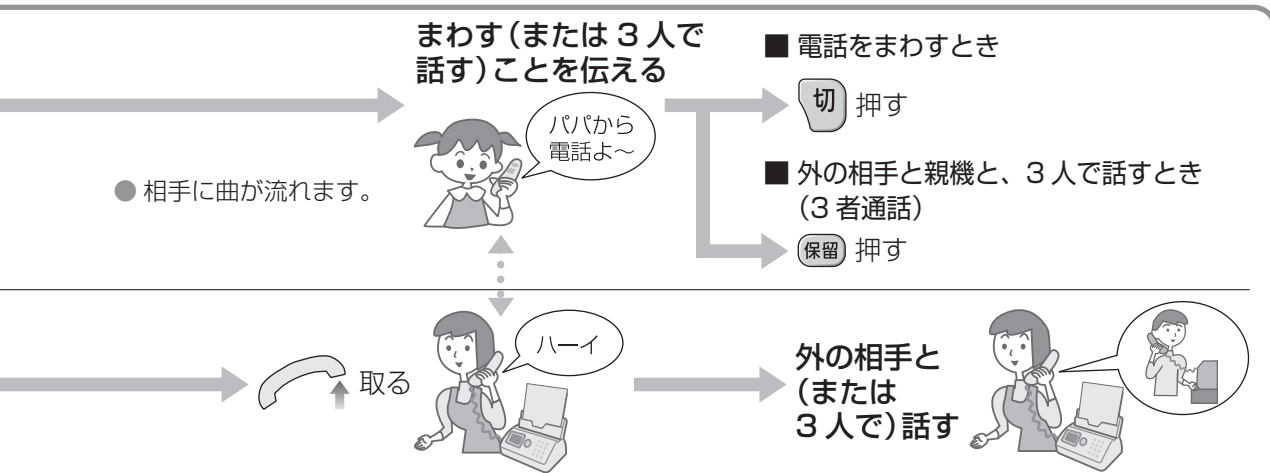 まわす(または 3 人で
話す)ことを伝える
パパから
電話よ～
● 相手に曲が流れます。
■ 電話をまわすとき
切 押す
■ 外の相手と親機と、3 人で話すとき
(3 者通話)
保留 押す
取る
ハーイ
外の相手と
(または
3 人で)話す